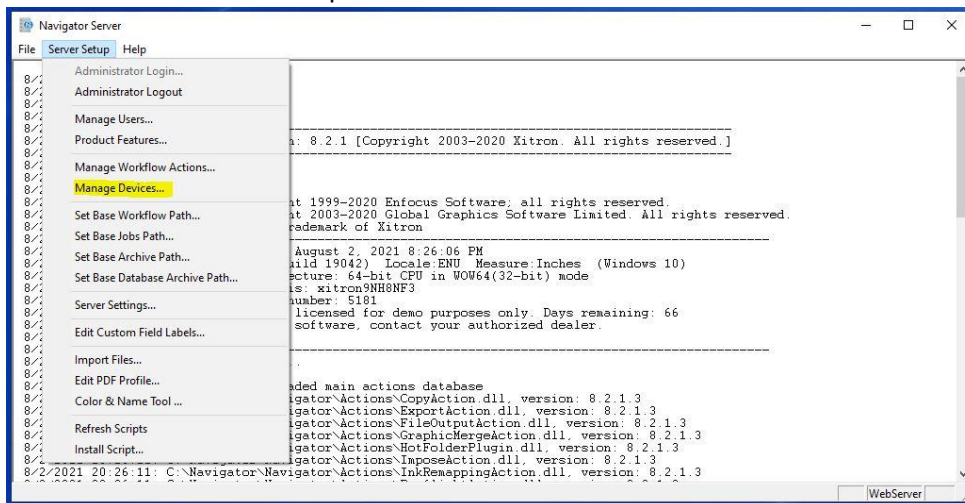 Navigator Server
File Server Setup Help
Administrator Login...
Administrator Logout
Manage Users...
Product Features...
Manage Workflow Actions...
Manage Devices...
Set Base Workflow Path...
Set Base Jobs Path...
Set Base Archive Path...
Set Base Database Archive Path...
Server Settings...
Edit Custom Field Labels...
Import Files...
Edit PDF Profile...
Color & Name Tool ...
Refresh Scripts
Install Script...
: 8.2.1 [Copyright 2003-2020 Xitron. All rights reserved.]
1999-2020 Enfocus Software; all rights reserved.
2003-2020 Global Graphics Software Limited. All rights reserved.
of Xitron
August 2, 2021 8:26:06 PM
19042) Locale:ENU Measure:Inches (Windows 10)
64-bit CPU in WOW64(32-bit) mode
xitron9NH8NF3
5181
licensed for demo purposes only. Days remaining: 66
software, contact your authorized dealer.
main actions database
igator\Actions\CopyAction.dll, version: 8.2.1.3
igator\Actions\ExportAction.dll, version: 8.2.1.3
igator\Actions\FileOutputAction.dll, version: 8.2.1.3
igator\Actions\GraphicMergeAction.dll, version: 8.2.1.3
igator\Actions\HotFolderPlugin.dll, version: 8.2.1.3
igator\Actions\ImposeAction.dll, version: 8.2.1.3
8/2/2021 20:26:11: C:\Navigator\Navigator\Actions\InkRemappingAction.dll, version: 8.2.1.3
WebServer